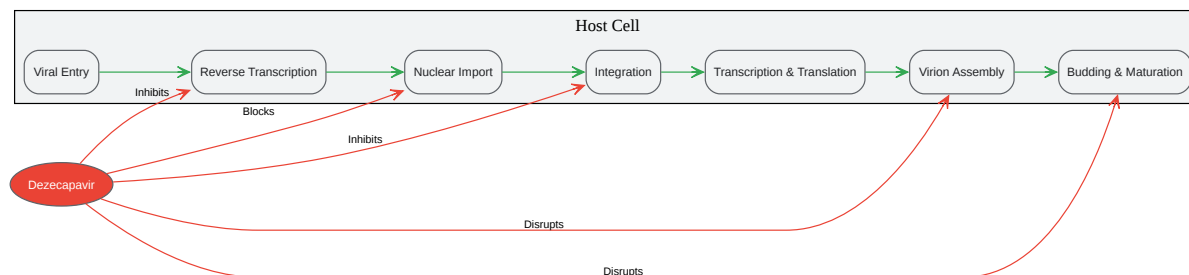 Host Cell
Viral Entry
Reverse Transcription
Nuclear Import
Integration
Transcription & Translation
Virion Assembly
Budding & Maturation
Inhibits
Blocks
Inhibits
Dezecapavir
Disrupts
Disrupts